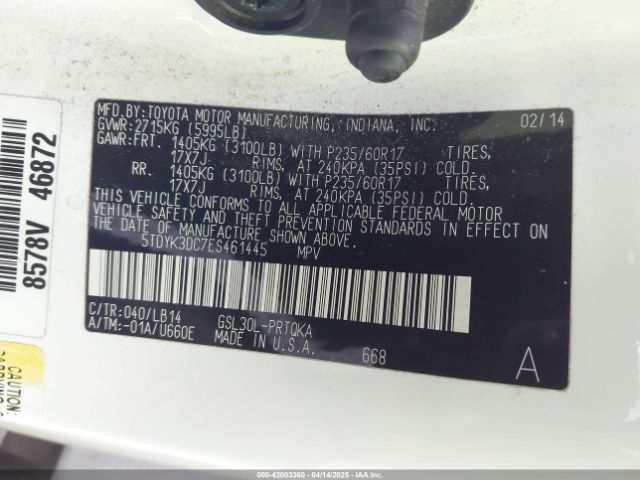 MFD.BY:TOYOTA MOTOR MANUFACTURING, INDIANA, INC. 02/14
GVWR:2715KG (5995LB)
GAWR:FRT. 1405KG (3100LB) WITH P235/60R17 TIRES,
17X7J RIMS, AT 240KPA (35PSI) COLD.
RR. 1405KG (3100LB) WITH P235/60R17 TIRES,
17X7J RIMS, AT 240KPA (35PSI) COLD.
THIS VEHICLE CONFORMS TO ALL APPLICABLE FEDERAL MOTOR
VEHICLE SAFETY AND THEFT PREVENTION STANDARDS IN EFFECT ON
THE DATE OF MANUFACTURE SHOWN ABOVE.
5TDYK3DC7ES461445 MPV
C/TR:040/LB14 GSL30L-PRTQKA
A/TM:-01A/U660E MADE IN U.S.A. 668
A
8578V 46872
CAUTION:
000-42003360 - 04/14/2025 - IAA